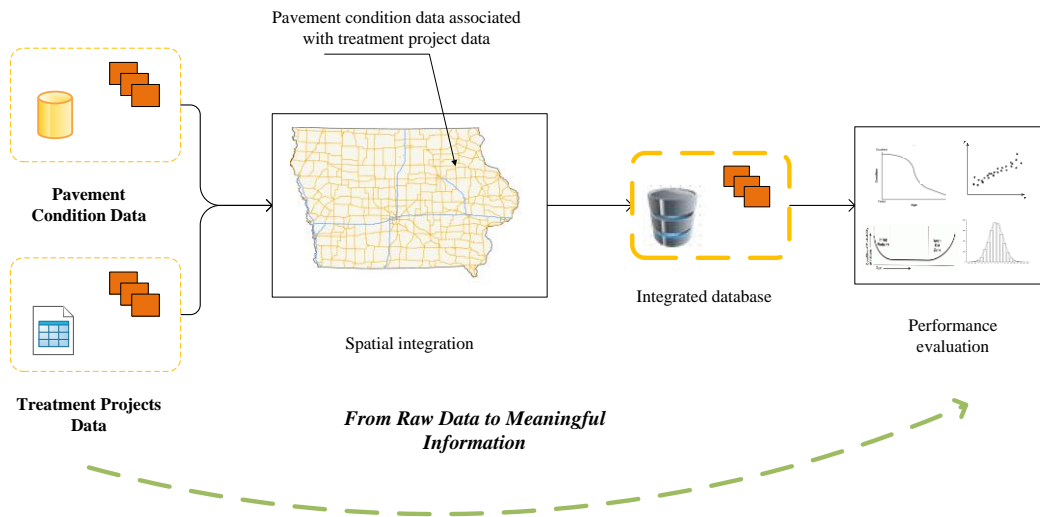 Pavement condition data associated
with treatment project data
Pavement
Condition Data
Treatment Projects
Data
Spatial integration
Integrated database
Performance
evaluation
From Raw Data to Meaningful
Information